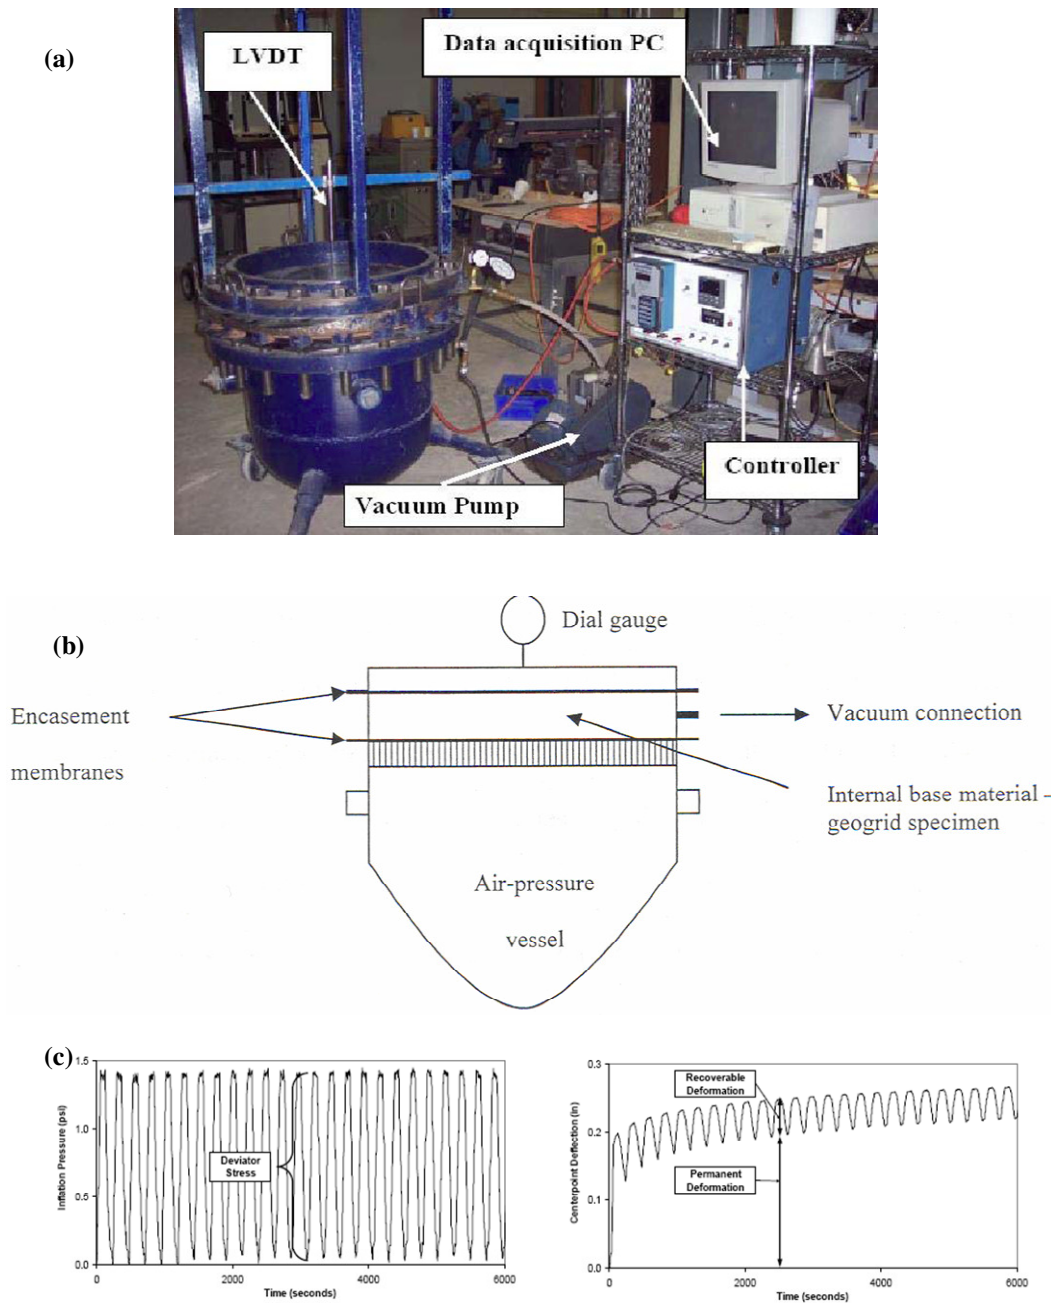 (a)
LVDT
Data acquisition PC
Vacuum Pump
Controller
(b)
Dial gauge
Encasement
membranes
Vacuum connection
Internal base material –
geogrid specimen
Air-pressure
vessel
(c)
Inflation Pressure (psi)
1.5
1.0
0.5
0.0
Deviator
Stress
0
2000
4000
6000
Time (seconds)
Centerpoint Deflection (in)
0.3
0.2
0.1
0.0
Recoverable
Deformation
Permanent
Deformation
0
2000
4000
6000
Time (seconds)